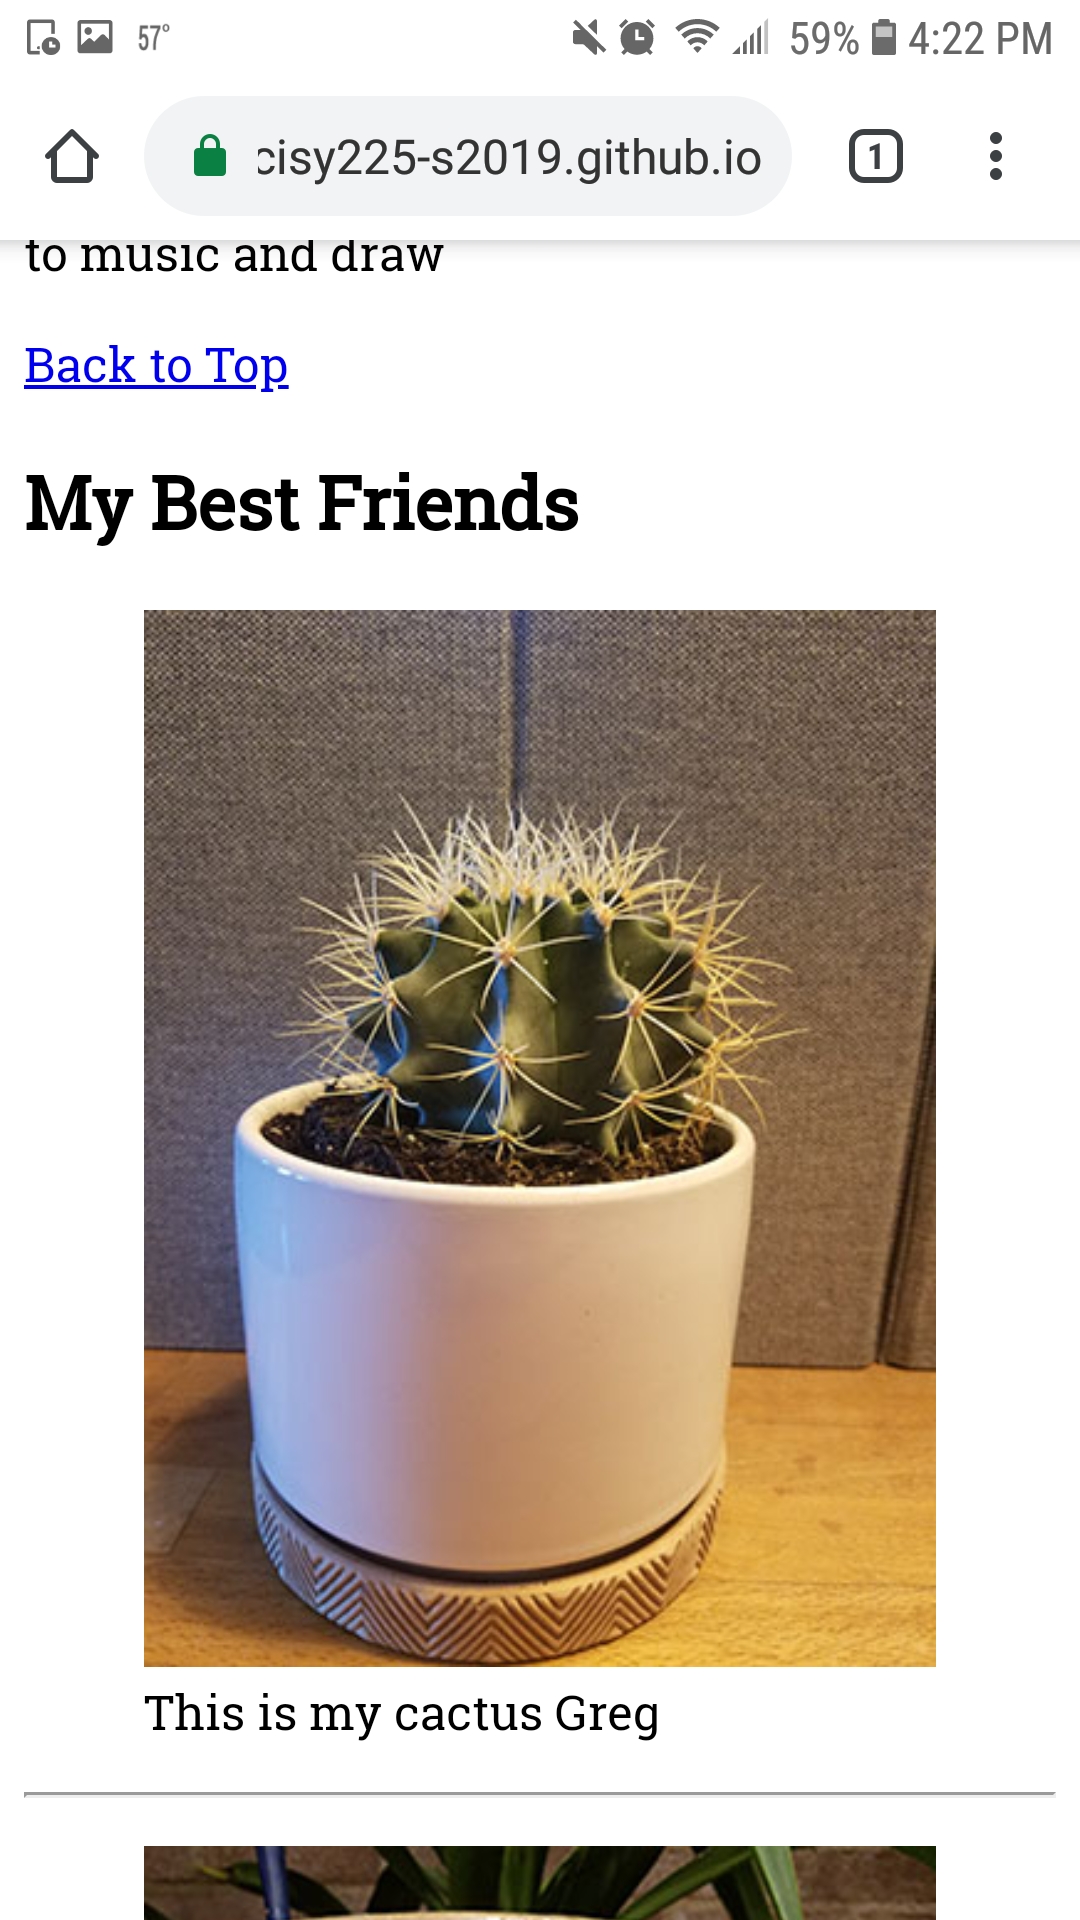 57°
59% 4:22 PM
cisy225-s2019.github.io
1
to music and draw
Back to Top
My Best Friends
This is my cactus Greg